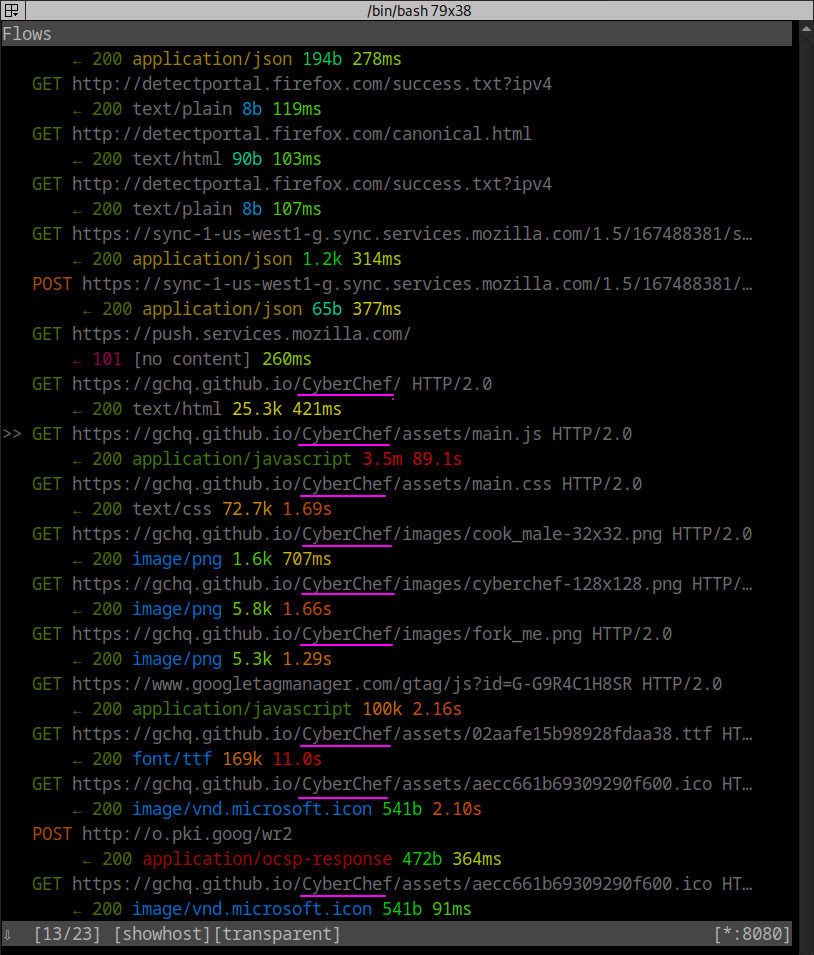 /bin/bash 79x38
Flows
← 200 application/json 194b 278ms
GET http://detectportal.firefox.com/success.txt?ipv4
← 200 text/plain 8b 119ms
GET http://detectportal.firefox.com/canonical.html
← 200 text/html 90b 103ms
GET http://detectportal.firefox.com/success.txt?ipv4
← 200 text/plain 8b 107ms
GET https://sync-1-us-west1-g.sync.services.mozilla.com/1.5/167488381/s…
← 200 application/json 1.2k 314ms
POST https://sync-1-us-west1-g.sync.services.mozilla.com/1.5/167488381/…
← 200 application/json 65b 377ms
GET https://push.services.mozilla.com/
← 101 [no content] 260ms
GET https://gchq.github.io/CyberChef/ HTTP/2.0
← 200 text/html 25.3k 421ms
>> GET https://gchq.github.io/CyberChef/assets/main.js HTTP/2.0
← 200 application/javascript 3.5m 89.1s
GET https://gchq.github.io/CyberChef/assets/main.css HTTP/2.0
← 200 text/css 72.7k 1.69s
GET https://gchq.github.io/CyberChef/images/cook_male-32x32.png HTTP/2.0
← 200 image/png 1.6k 707ms
GET https://gchq.github.io/CyberChef/images/cyberchef-128x128.png HTTP/…
← 200 image/png 5.8k 1.66s
GET https://gchq.github.io/CyberChef/images/fork_me.png HTTP/2.0
← 200 image/png 5.3k 1.29s
GET https://www.googletagmanager.com/gtag/js?id=G-G9R4C1H8SR HTTP/2.0
← 200 application/javascript 100k 2.16s
GET https://gchq.github.io/CyberChef/assets/02aafe15b98928fdaa38.ttf HT…
← 200 font/ttf 169k 11.0s
GET https://gchq.github.io/CyberChef/assets/aecc661b69309290f600.ico HT…
← 200 image/vnd.microsoft.icon 541b 2.10s
POST http://o.pki.goog/wr2
← 200 application/ocsp-response 472b 364ms
GET https://gchq.github.io/CyberChef/assets/aecc661b69309290f600.ico HT…
← 200 image/vnd.microsoft.icon 541b 91ms
⇩ [13/23] [showhost][transparent] [*:8080]